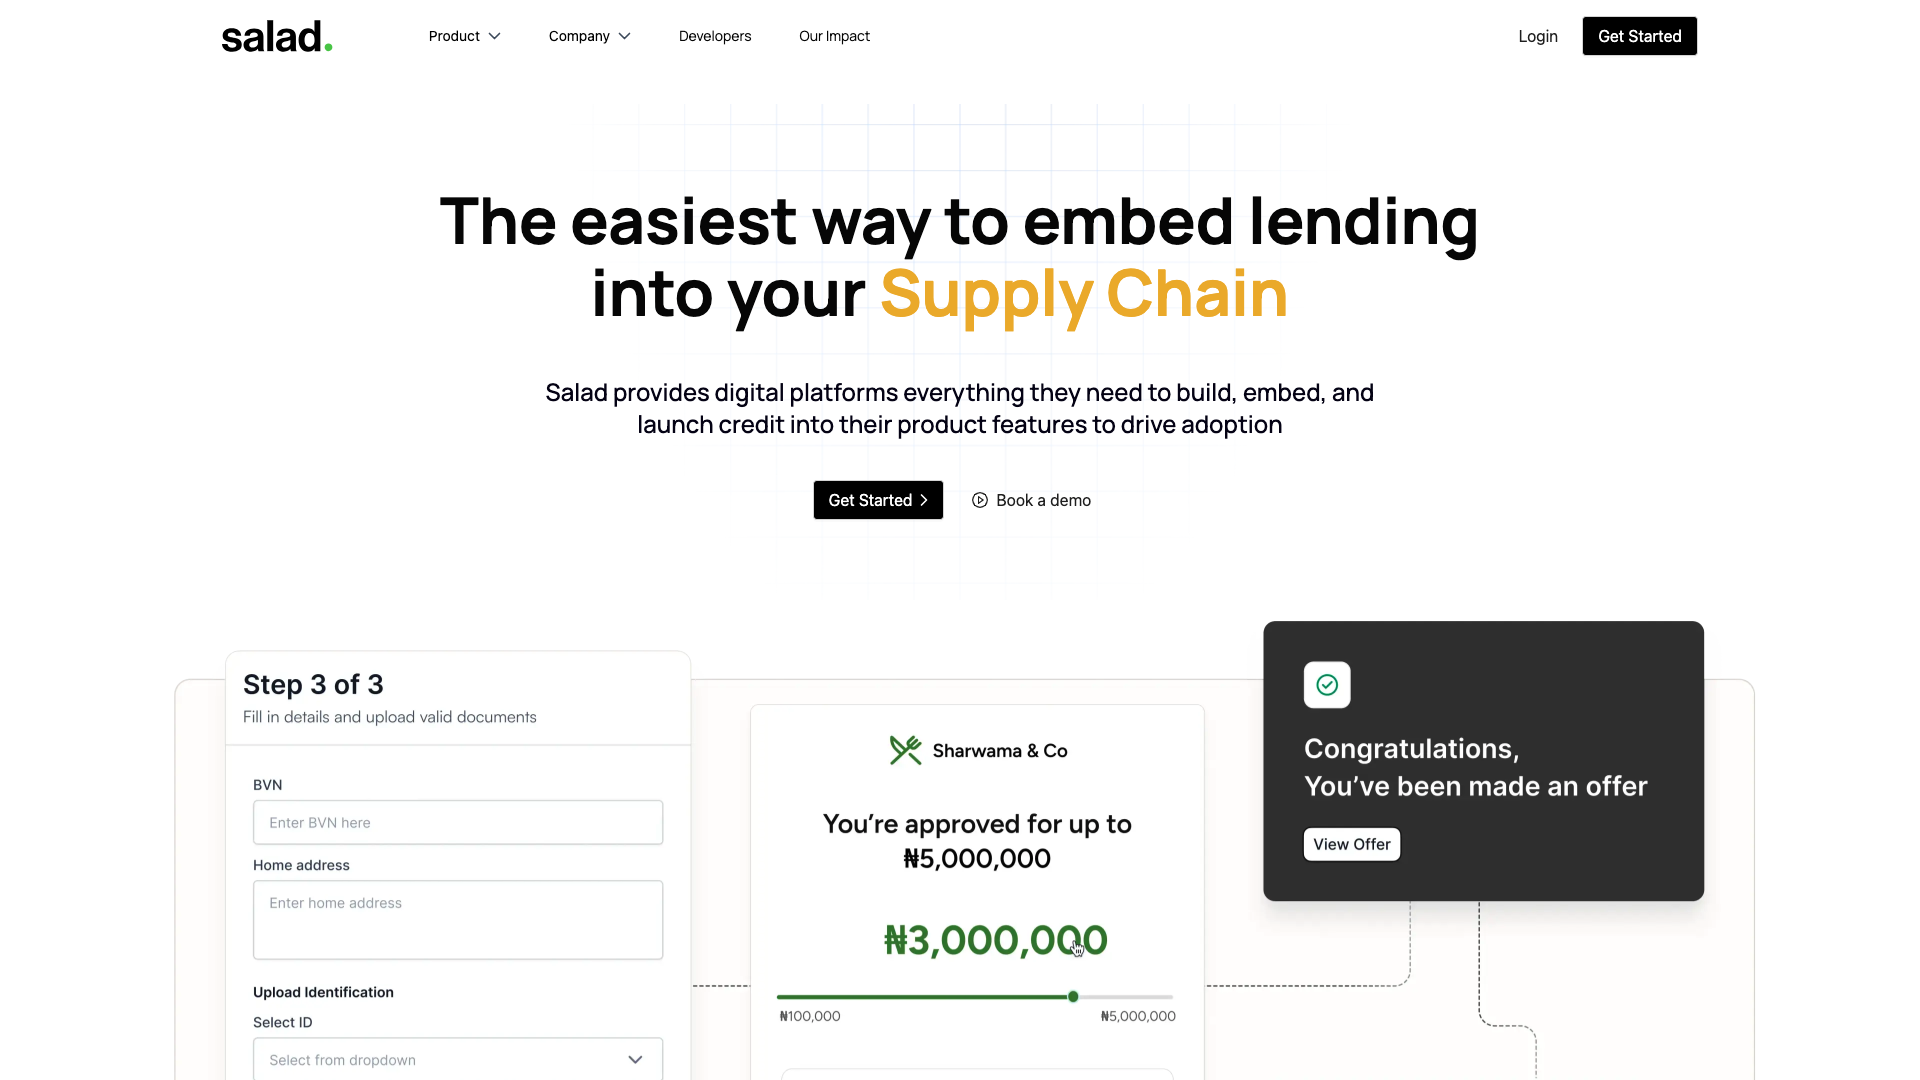 salad.
Product
Company
Developers
Our Impact
Login
Get Started
The easiest way to embed lending
into your Supply Chain
Salad provides digital platforms everything they need to build, embed, and
launch credit into their product features to drive adoption
Get Started
Book a demo
Step 3 of 3
Fill in details and upload valid documents
BVN
Enter BVN here
Home address
Enter home address
Upload Identification
Select ID
Select from dropdown
Sharwama & Co
You’re approved for up to
₦5,000,000
₦3,000,000
₦100,000
₦5,000,000
Congratulations,
You’ve been made an offer
View Offer